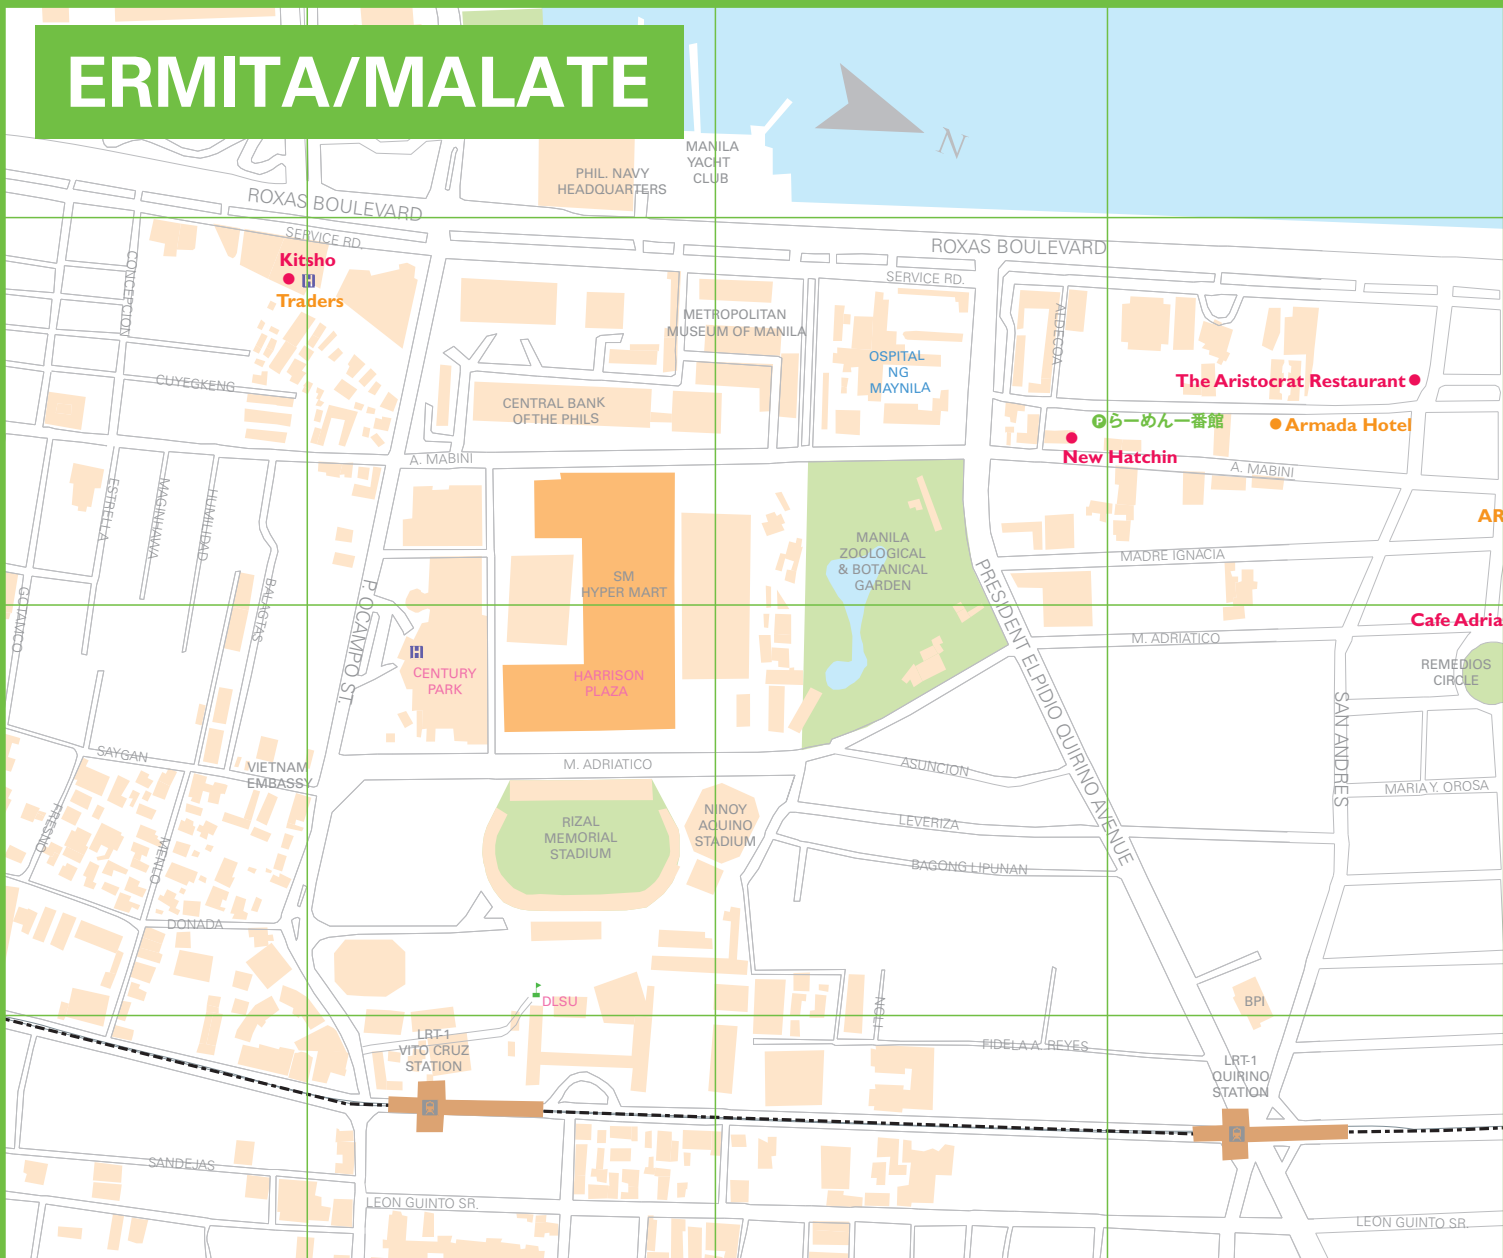 ERMITA/MALATE
N
MANILA
YACHT
CLUB
PHIL. NAVY
HEADQUARTERS
ROXAS BOULEVARD
SERVICE RD.
ROXAS BOULEVARD
SERVICE RD.
Kitsho
H
Traders
CONCEPCION
CUYEGKENG
METROPOLITAN
MUSEUM OF MANILA
OSPITAL
NG
MAYNILA
ALDECOA
The Aristocrat Restaurant
CENTRAL BANK
OF THE PHILS
P らーめん一番館
Armada Hotel
New Hatchin
A. MABINI
A. MABINI
ESTRELLA
MAGINHAWA
HUMILIDAD
AR
MANILA
ZOOLOGICAL
& BOTANICAL
GARDEN
MADRE IGNACIA
SM
HYPER MART
GOTAMCO
BALAGTAS
P. OCAMPO ST.
PRESIDENT ELPIDIO QUIRINO AVENUE
Cafe Adria
M. ADRIATICO
H
CENTURY
PARK
HARRISON
PLAZA
REMEDIOS
CIRCLE
SAN ANDRES
SAYGAN
VIETNAM
EMBASSY
M. ADRIATICO
ASUNCION
MARIA Y. OROSA
FRESNO
MENLO
RIZAL
MEMORIAL
STADIUM
NINOY
AQUINO
STADIUM
LEVERIZA
BAGONG LIPUNAN
DONADA
DLSU
NGLI
BPI
LRT-1
VITO CRUZ
STATION
FIDELA A. REYES
LRT-1
QUIRINO
STATION
SANDEJAS
LEON GUINTO SR.
LEON GUINTO SR.